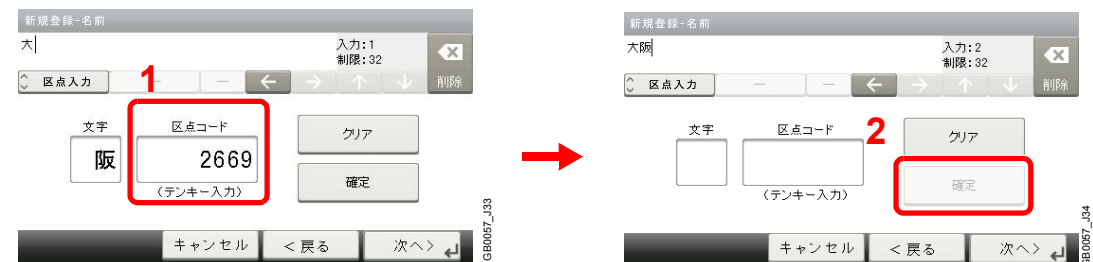 新規登録-名前
大
入力:1
制限:32
区点入力
削除
1
文字
区点コード
クリア
阪
2669
確定
(テンキー入力)
キャンセル
<戻る
次へ>
GB0057_J33
新規登録-名前
大阪
入力:2
制限:32
区点入力
削除
文字
区点コード
2
クリア
確定
(テンキー入力)
キャンセル
<戻る
次へ>
GB0057_J34